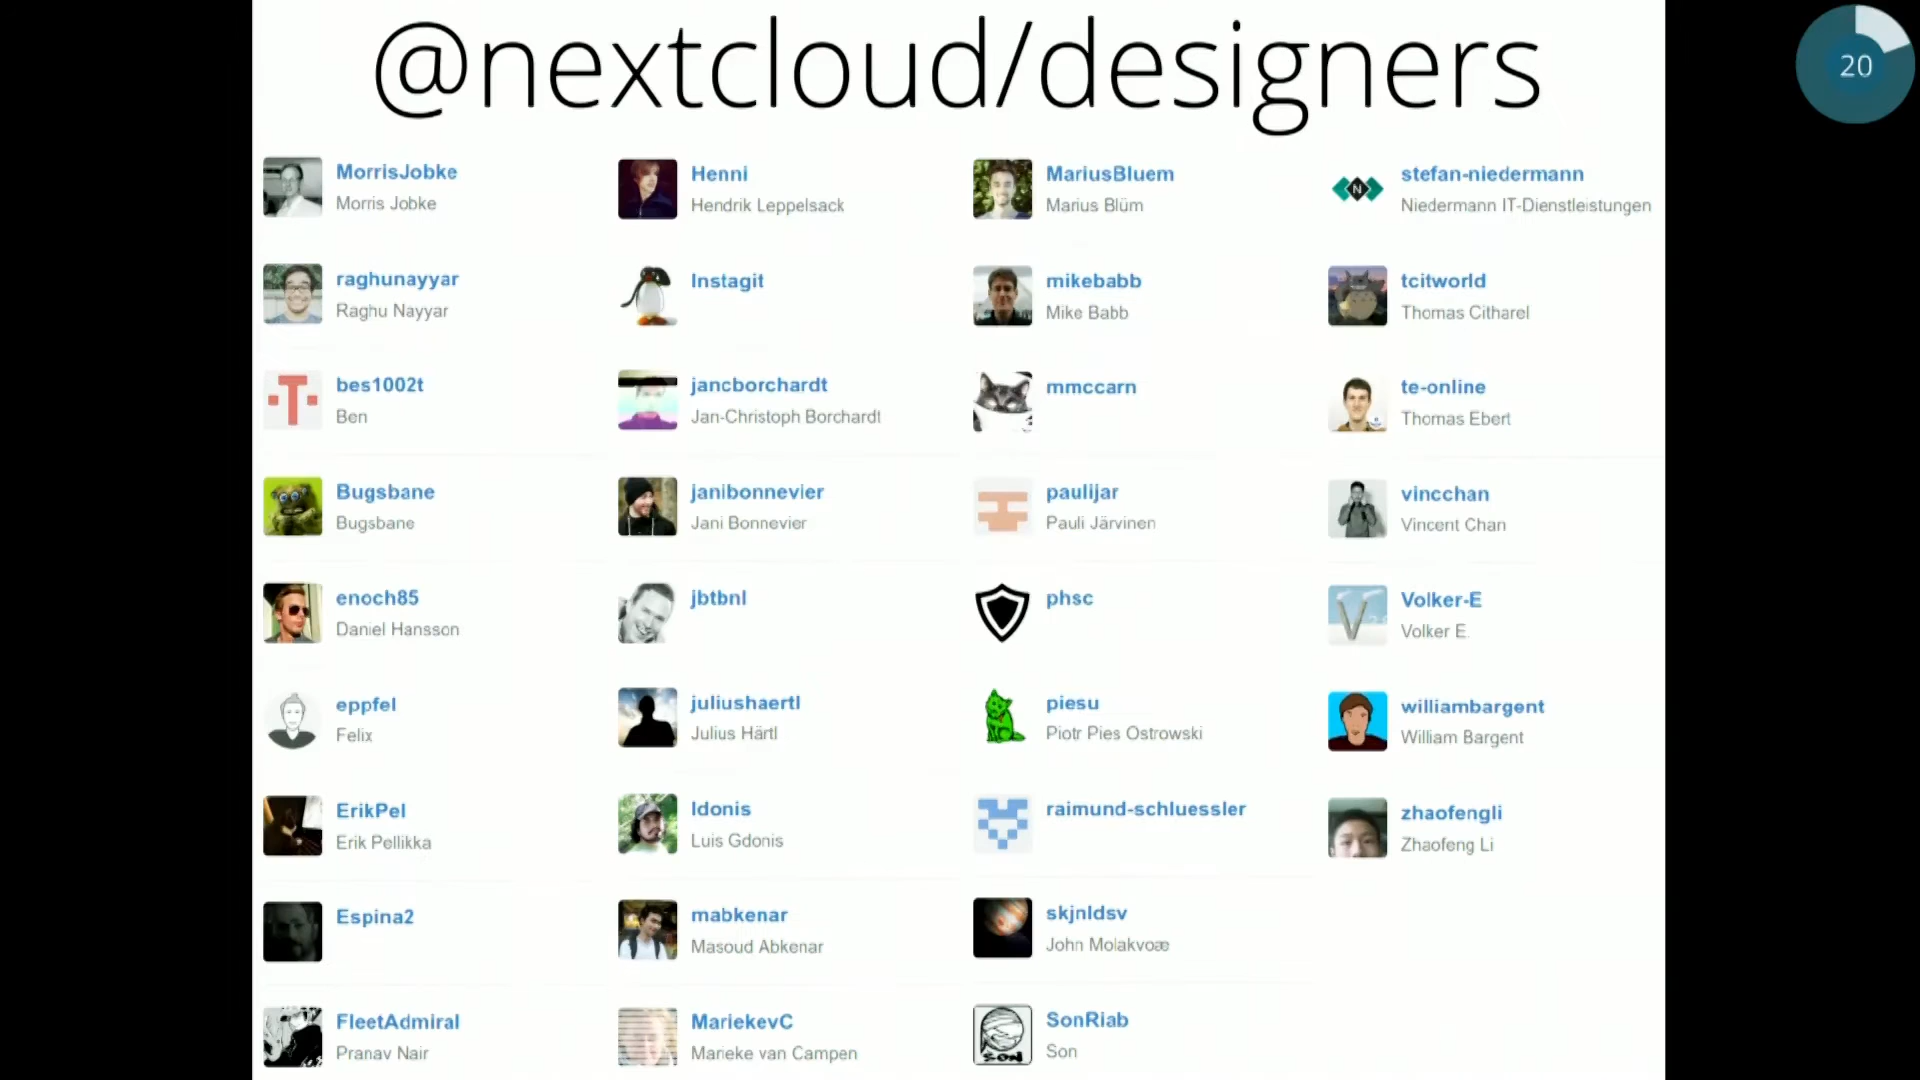 @nextcloud/designers
20
MorrisJobke
Morris Jobke
raghunayyar
Raghu Nayyar
bes1002t
Ben
Bugsbane
Bugsbane
enoch85
Daniel Hansson
eppfel
Felix
ErikPel
Erik Pellikka
Espina2
FleetAdmiral
Pranav Nair
Henni
Hendrik Leppelsack
Instagit
jancborchardt
Jan-Christoph Borchardt
janibonnevier
Jani Bonnevier
jbtbnl
juliushaertl
Julius Härtl
ldonis
Luis Gdonis
mabkenar
Masoud Abkenar
MariekevC
Marieke van Campen
MariusBluem
Marius Blüm
mikebabb
Mike Babb
mmccarn
paulijar
Pauli Järvinen
phsc
piesu
Piotr Pies Ostrowski
raimund-schluessler
skjnldsv
John Molakvoæ
SonRiab
Son
SON
stefan-niedermann
Niedermann IT-Dienstleistungen
N
tcitworld
Thomas Citharel
te-online
Thomas Ebert
vincchan
Vincent Chan
Volker-E
Volker E.
williambargent
William Bargent
zhaofengli
Zhaofeng Li